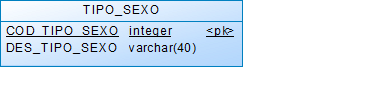 TIPO_SEXO
COD_TIPO_SEXO integer <pk>
DES_TIPO_SEXO varchar(40)